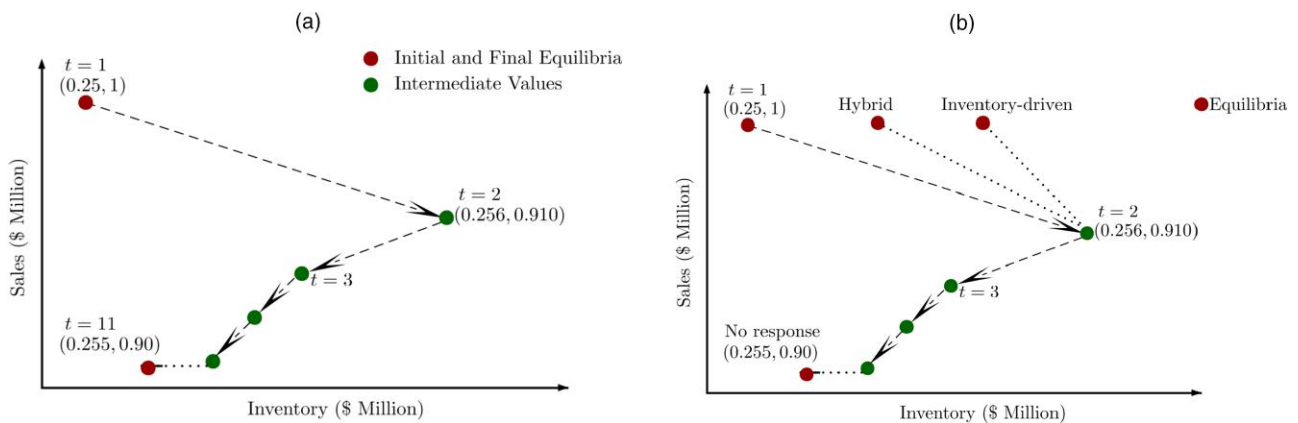 (a)
Initial and Final Equilibria
Intermediate Values
t = 1
(0.25, 1)
t = 2
(0.256, 0.910)
t = 3
t = 11
(0.255, 0.90)
Sales ($ Million)
Inventory ($ Million)
(b)
t = 1
(0.25, 1)
Hybrid
Inventory-driven
Equilibria
t = 2
(0.256, 0.910)
t = 3
No response
(0.255, 0.90)
Sales ($ Million)
Inventory ($ Million)